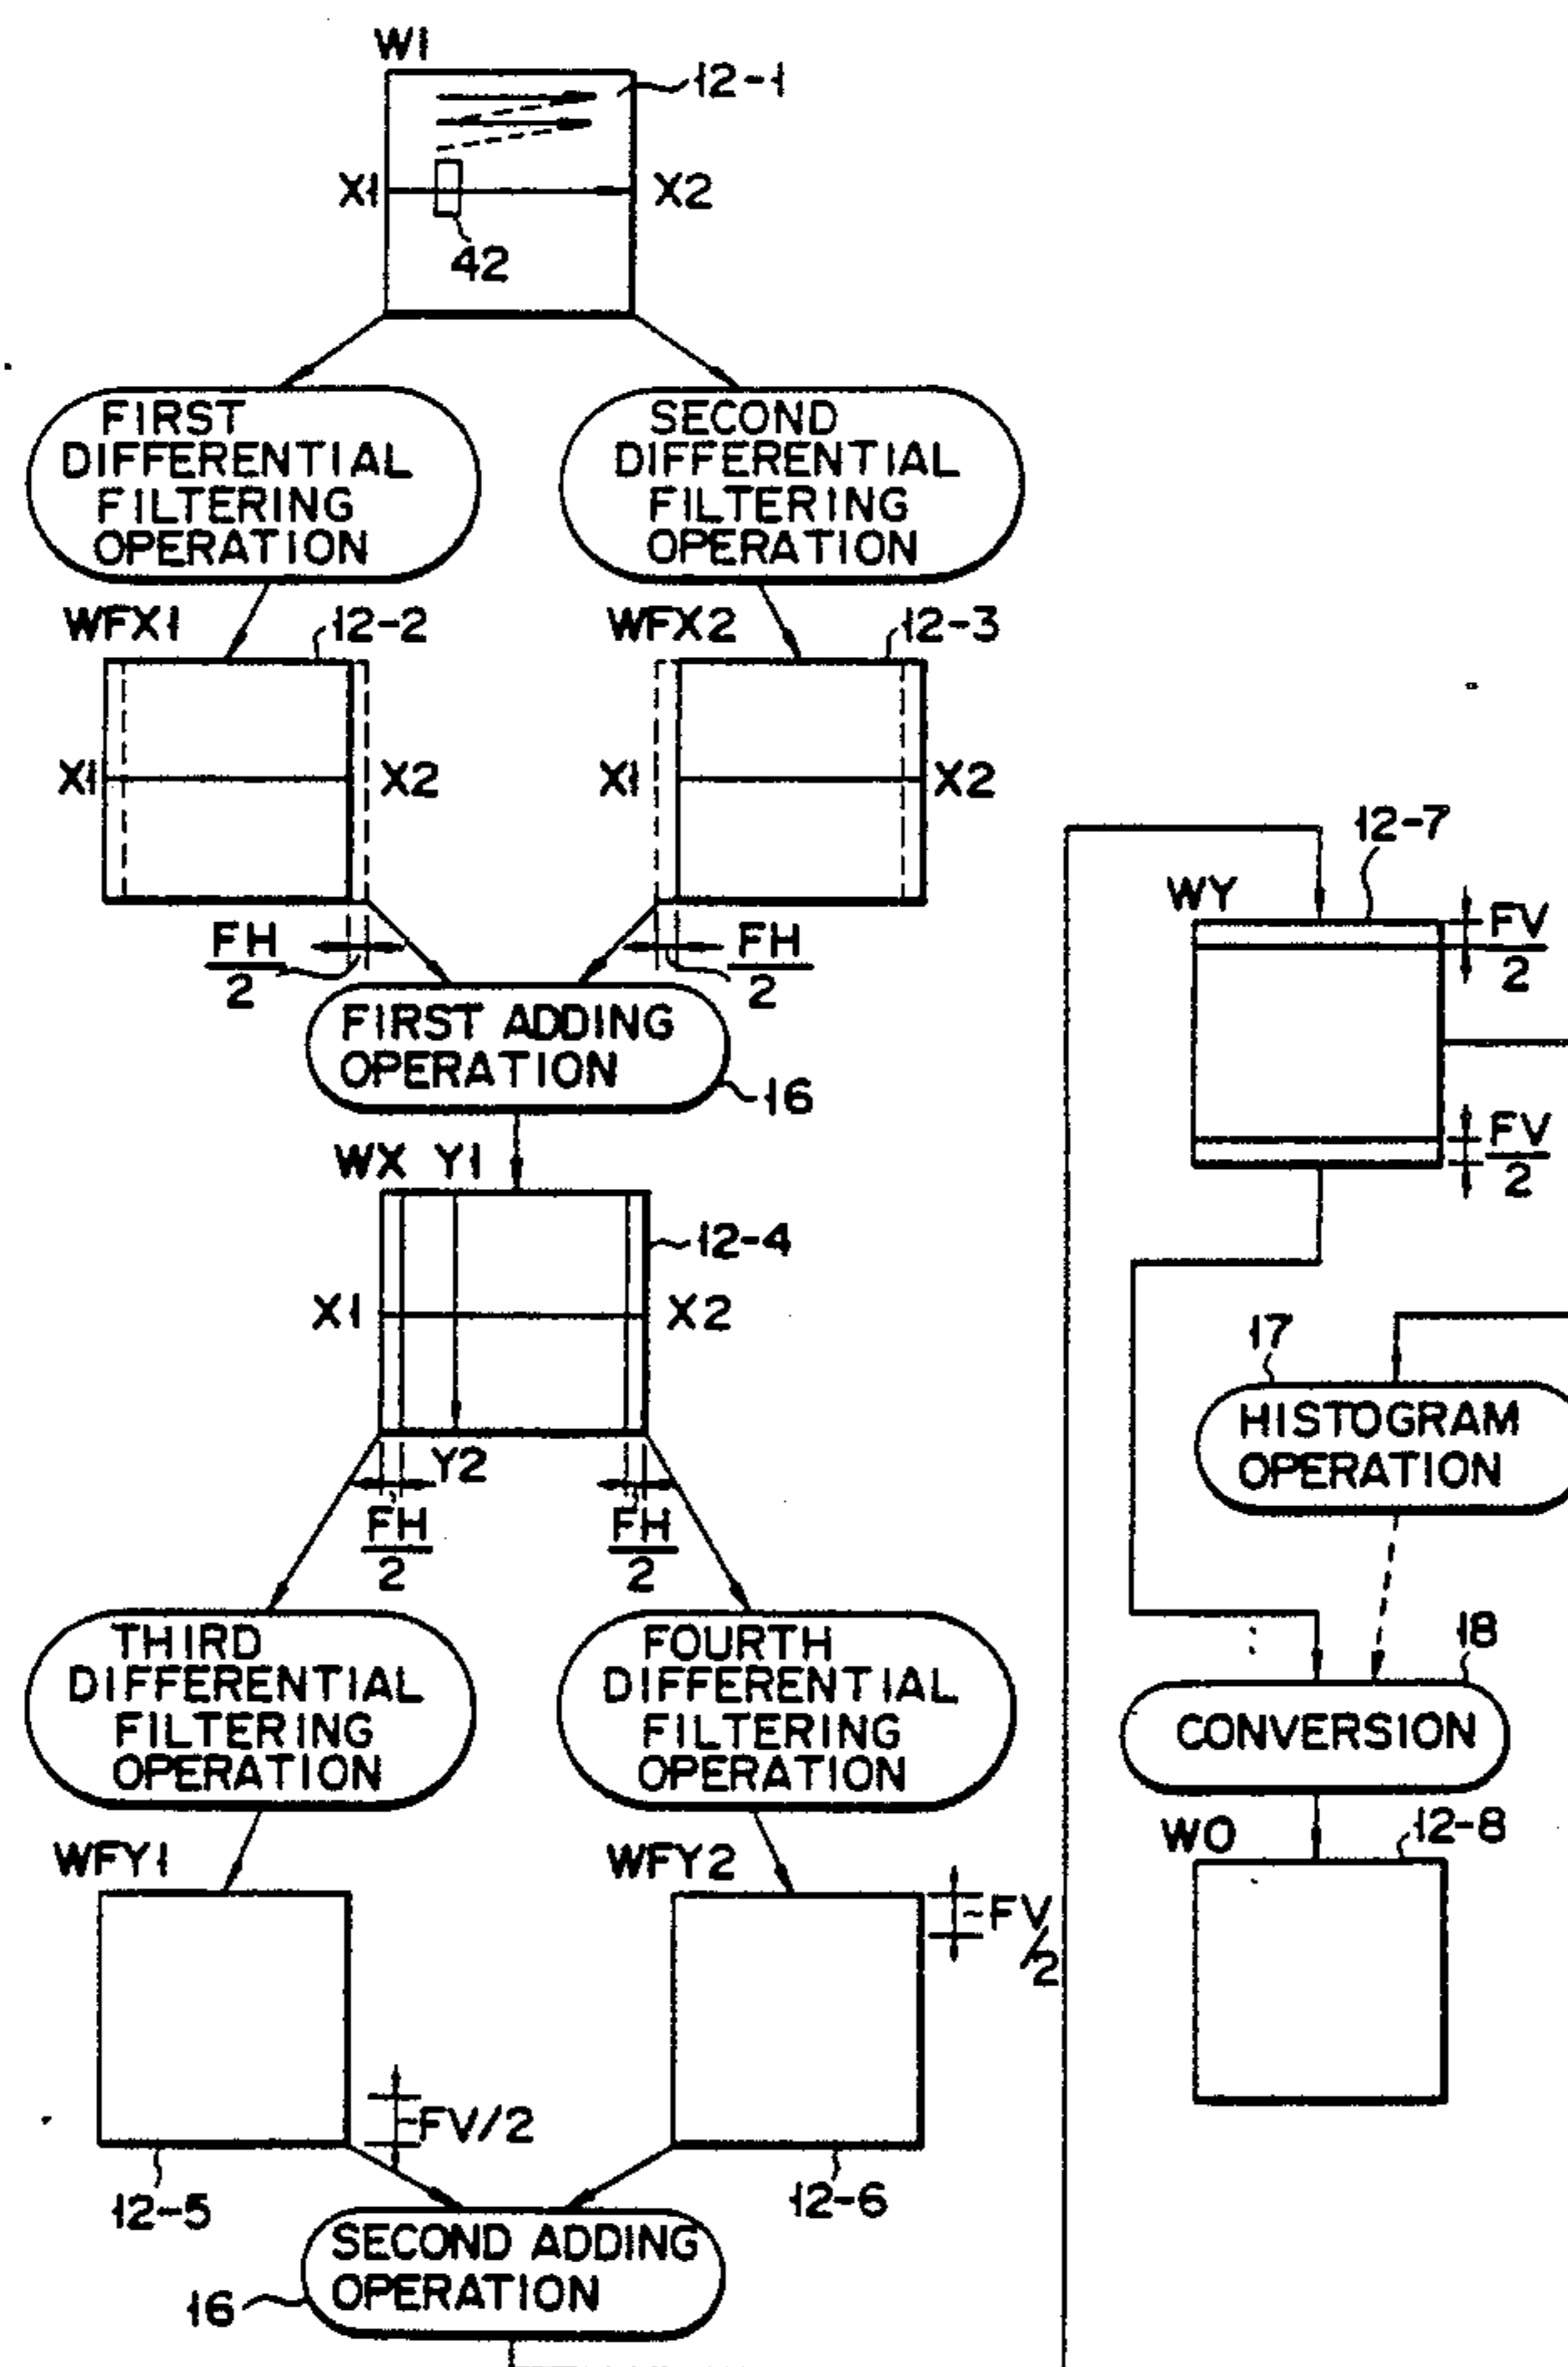 WI
12-1
X1
X2
42
FIRST
DIFFERENTIAL
FILTERING
OPERATION
SECOND
DIFFERENTIAL
FILTERING
OPERATION
WFX1
12-2
WFX2
12-3
X1
X2
X1
X2
FH
2
FH
2
FIRST ADDING
OPERATION
16
WX
Y1
12-4
X1
X2
Y2
FH
2
FH
2
THIRD
DIFFERENTIAL
FILTERING
OPERATION
FOURTH
DIFFERENTIAL
FILTERING
OPERATION
WFY1
WFY2
FV
/2
FV/2
12-5
12-6
SECOND ADDING
OPERATION
16
12-7
WY
FV
2
FV
2
17
HISTOGRAM
OPERATION
18
CONVERSION
WO
12-8